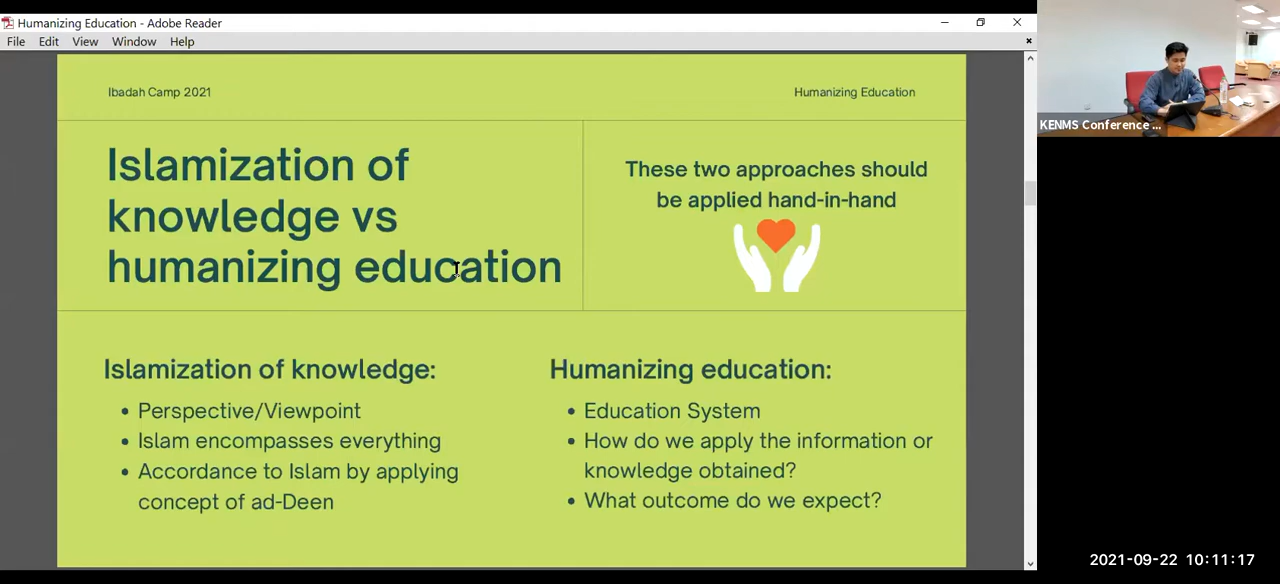 Humanizing Education - Adobe Reader
File Edit View Window Help
Ibadah Camp 2021
Humanizing Education
Islamization of
knowledge vs
humanizing education
These two approaches should
be applied hand-in-hand
Islamization of knowledge:
• Perspective/Viewpoint
• Islam encompasses everything
• Accordance to Islam by applying
concept of ad-Deen
Humanizing education:
• Education System
• How do we apply the information or
knowledge obtained?
• What outcome do we expect?
KENMS Conference ...
2021-09-22 10:11:17